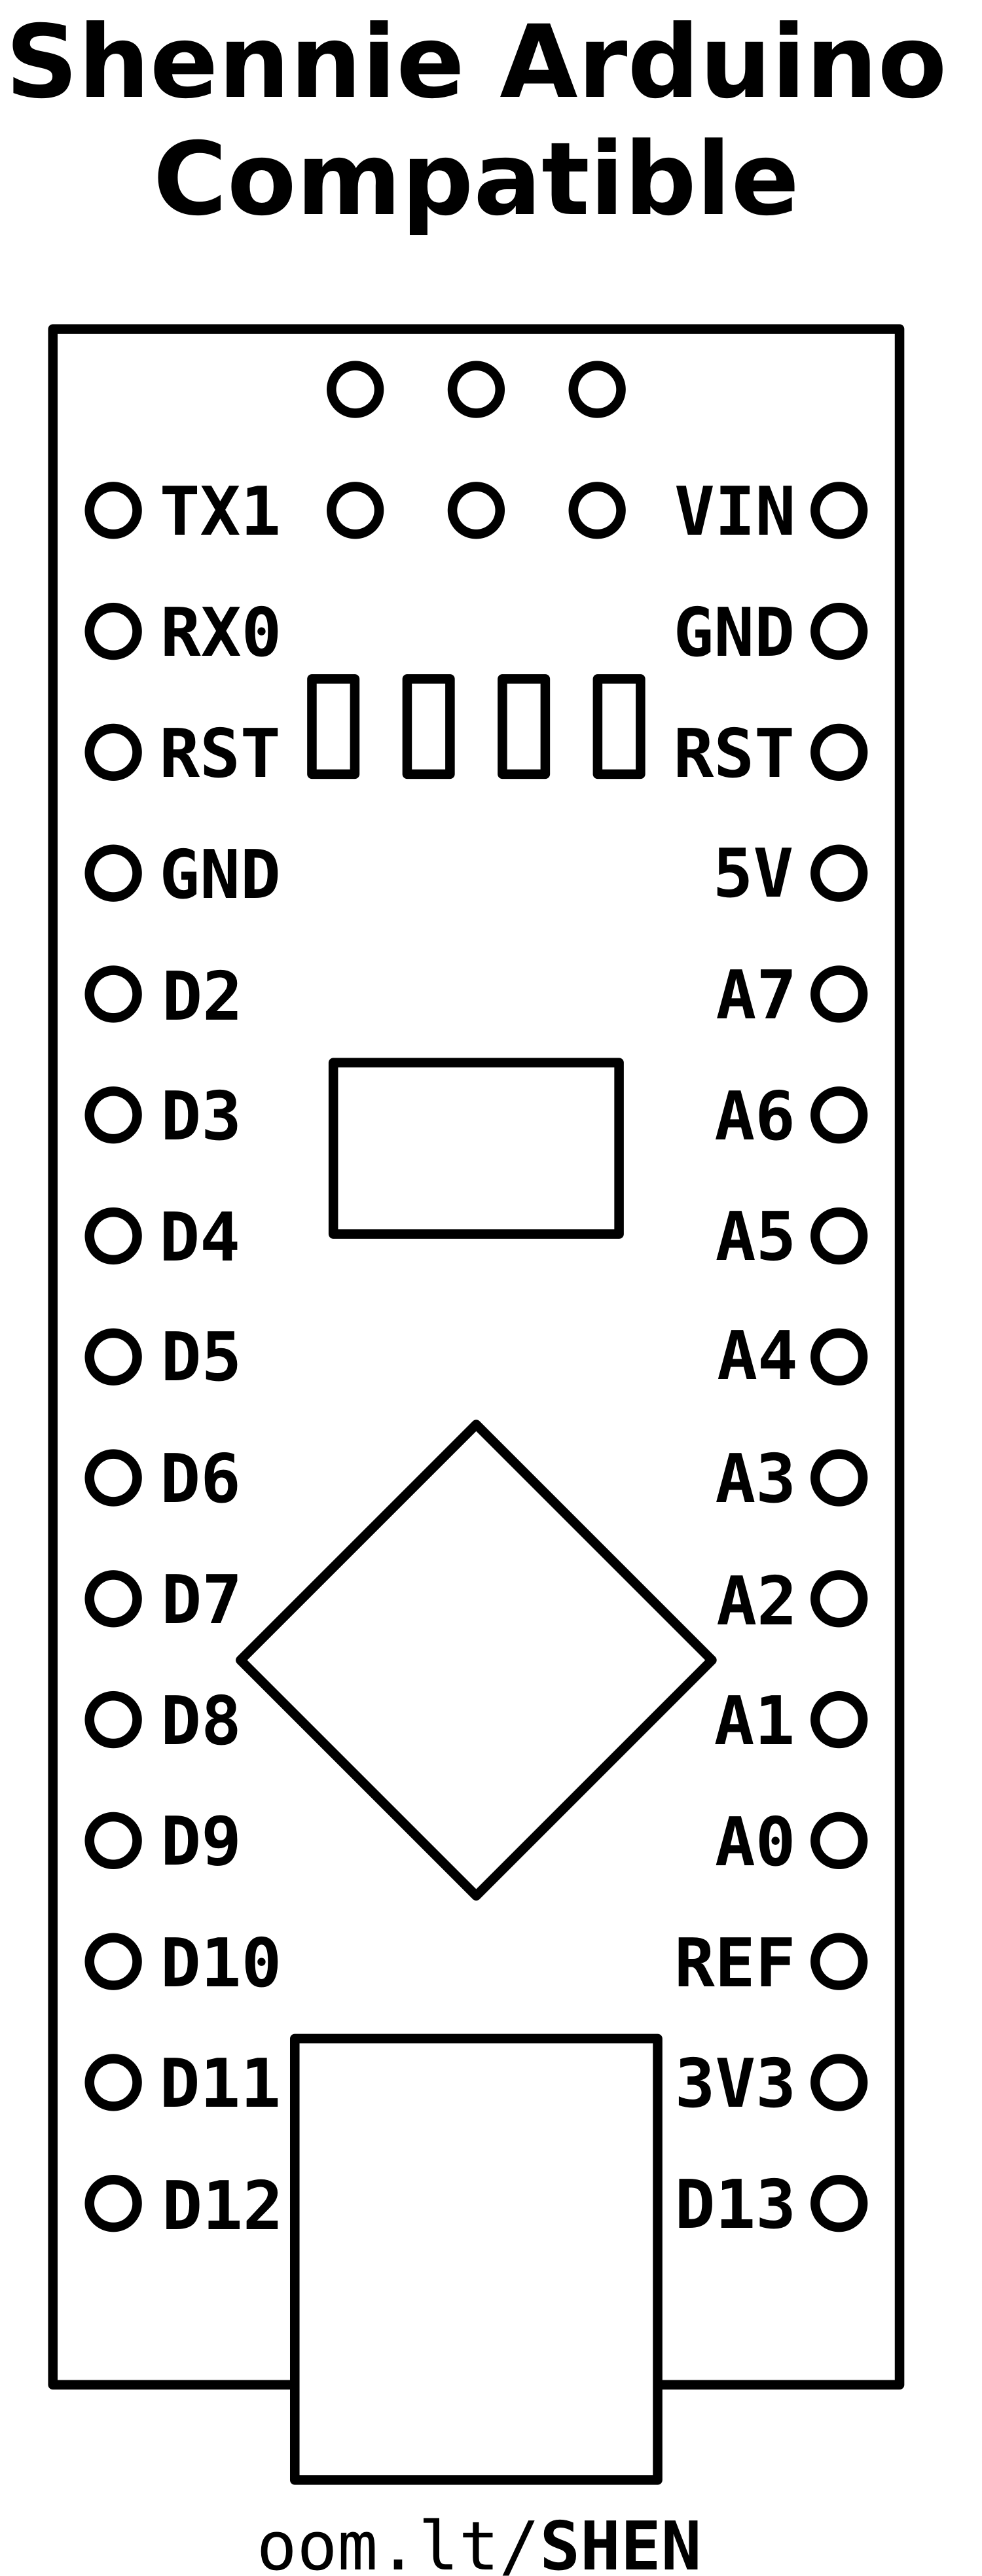 Shennie Arduino
Compatible
TX1 VIN
RX0 GND
RST RST
GND 5V
D2 A7
D3 A6
D4 A5
D5 A4
D6 A3
D7 A2
D8 A1
D9 A0
D10 REF
D11 3V3
D12 D13
oom.lt/SHEN